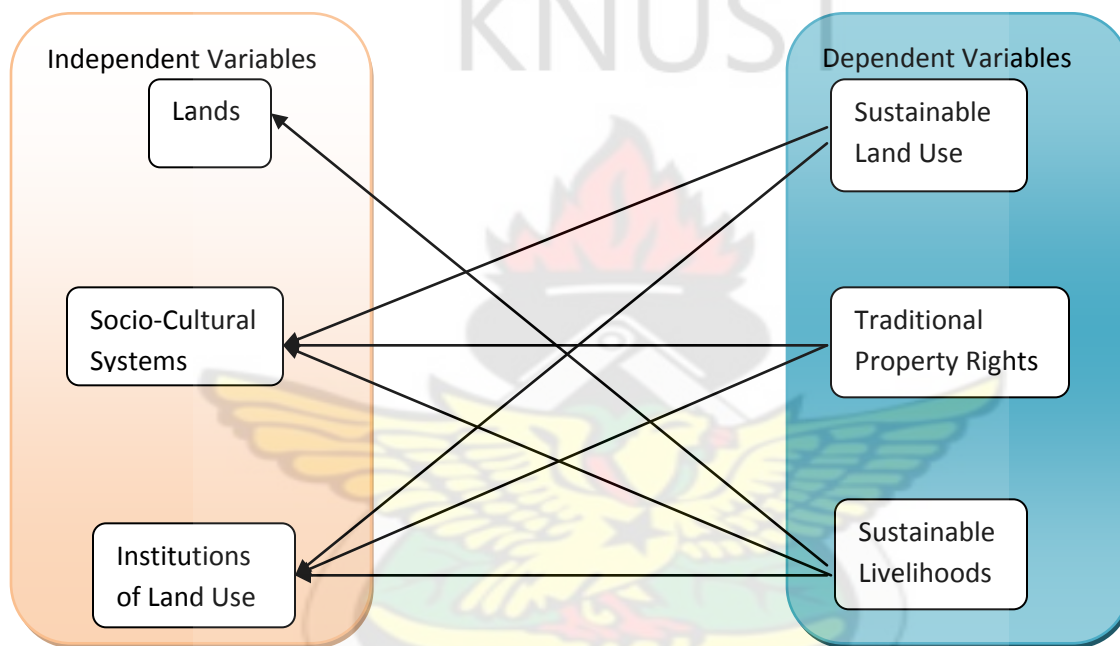 KNUST
Independent Variables
Lands
Socio-Cultural
Systems
Institutions
of Land Use
Dependent Variables
Sustainable
Land Use
Traditional
Property Rights
Sustainable
Livelihoods